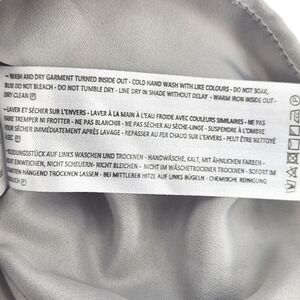 - WASH AND DRY GARMENT TURNED INSIDE OUT - COLD HAND WASH WITH LIKE COLOURS - DO NOT SOAK,
RUB DO NOT BLEACH - DO NOT TUMBLE DRY - LINE DRY IN SHADE WITHOUT DELAY - WARM IRON INSIDE OUT -
DRY CLEAN Ⓟ
- LAVER ET SÉCHER SUR L'ENVERS - LAVER À LA MAIN À L'EAU FROIDE AVEC COULEURS SIMILAIRES - NE PAS
FAIRE TREMPER NI FROTTER - NE PAS BLANCHIR - NE PAS SÉCHER AU SÈCHE-LINGE - SUSPENDRE À L'OMBRE
POUR SÉCHER IMMÉDIATEMENT APRÈS LAVAGE - REPASSER AU FER CHAUD SUR L'ENVERS - PEUT ÊTRE NETTOYÉ
SEC Ⓟ
EIDUNGSSTÜCK AUF LINKS WASCHEN UND TROCKNEN - HANDWÄSCHE, KALT, MIT ÄHNLICHEN FARBEN -
NICHT EINWEICHEN, SCHEUERN - NICHT BLEICHEN - NICHT IM WÄSCHETROCKNER TROCKNEN - SOFORT IM
HATTEN HÄNGEND TROCKNEN LASSEN - BEI MITTLERER HITZE AUF LINKS BÜGELN - CHEMISCHE REINIGUNG
GLICH Ⓟ